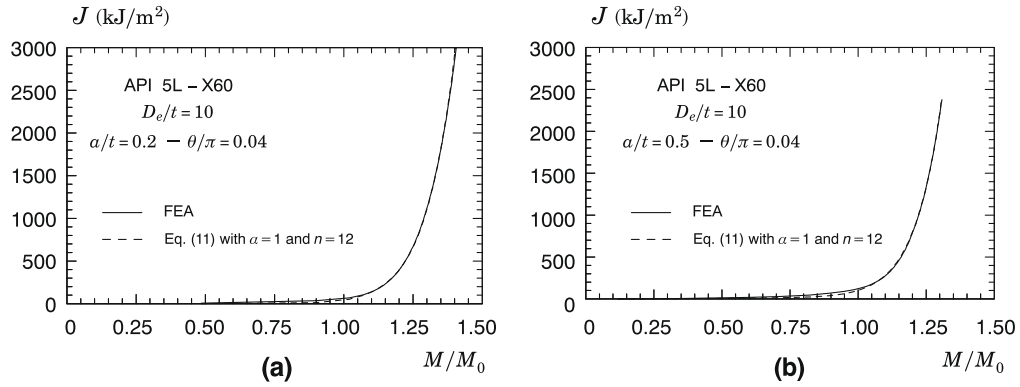 J (kJ/m²)
3000
2500
2000
1500
1000
500
0
API 5L – X60
Dₑ/t = 10
a/t = 0.2 – θ/π = 0.04
FEA
Eq. (11) with α = 1 and n = 12
0 0.25 0.50 0.75 1.00 1.25 1.50
M/M₀
(a)
J (kJ/m²)
3000
2500
2000
1500
1000
500
0
API 5L – X60
Dₑ/t = 10
a/t = 0.5 – θ/π = 0.04
FEA
Eq. (11) with α = 1 and n = 12
0 0.25 0.50 0.75 1.00 1.25 1.50
M/M₀
(b)